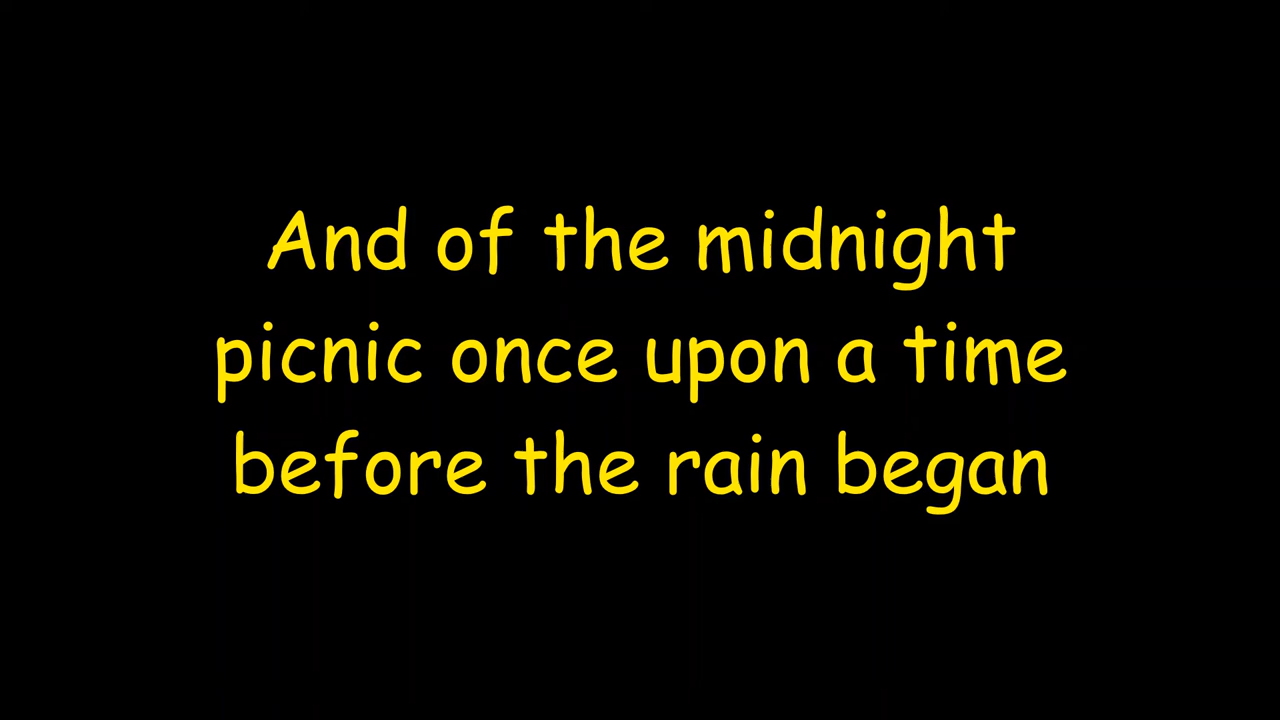 And of the midnight
picnic once upon a time
before the rain began